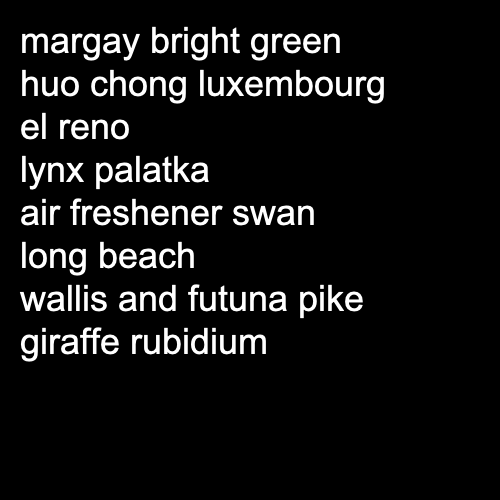 margay bright green
huo chong luxembourg
el reno
lynx palatka
air freshener swan
long beach
wallis and futuna pike
giraffe rubidium